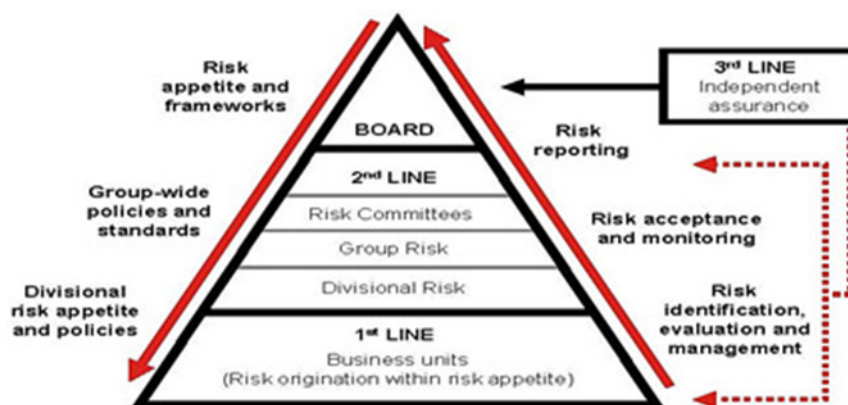 Risk
appetite and
frameworks
Group-wide
policies and
standards
Divisional
risk appetite
and policies
BOARD
2nd LINE
Risk Committees
Group Risk
Divisional Risk
1st LINE
Business units
(Risk origination within risk appetite)
Risk
reporting
Risk acceptance
and monitoring
Risk
identification,
evaluation and
management
3rd LINE
Independent
assurance